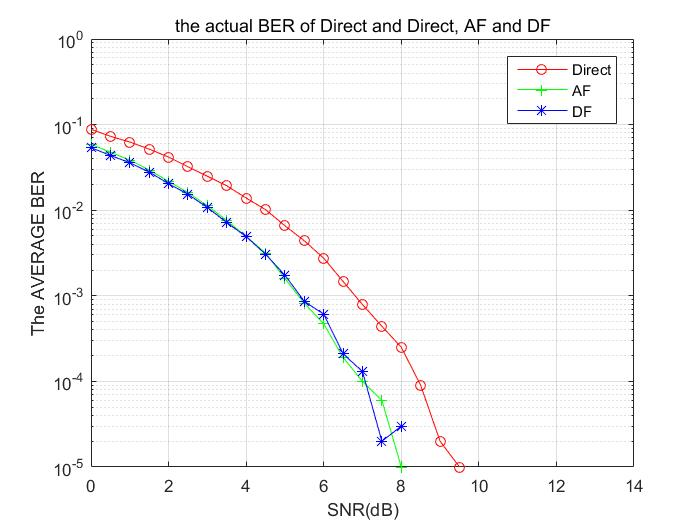 the actual BER of Direct and Direct, AF and DF
10^0
10^-1
10^-2
10^-3
10^-4
10^-5
The AVERAGE BER
Direct
AF
DF
0 2 4 6 8 10 12 14
SNR(dB)